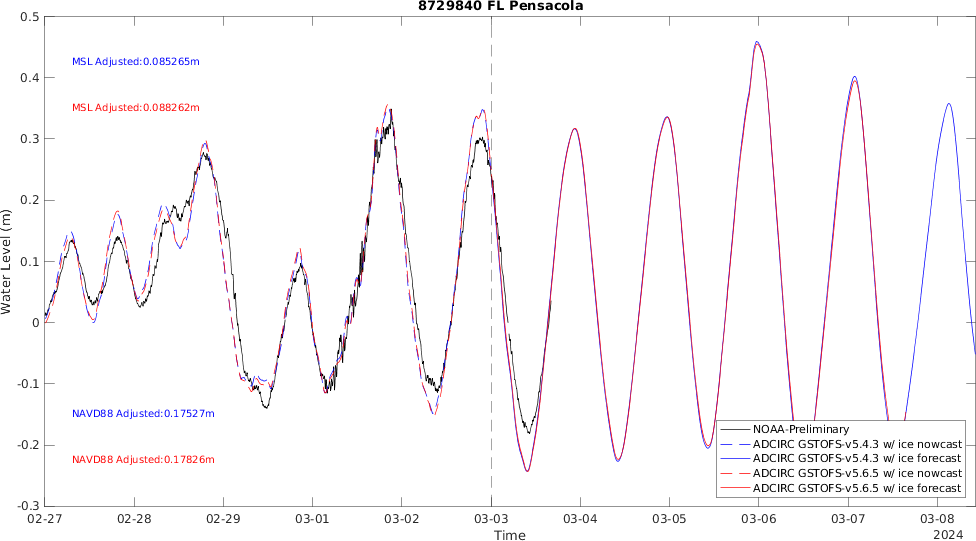 8729840 FL Pensacola
0.5
0.4
0.3
0.2
0.1
0
-0.1
-0.2
-0.3
Water Level (m)
MSL Adjusted:0.085265m
MSL Adjusted:0.088262m
NAVD88 Adjusted:0.17527m
NAVD88 Adjusted:0.17826m
NOAA-Preliminary
ADCIRC GSTOFS-v5.4.3 w/ ice nowcast
ADCIRC GSTOFS-v5.4.3 w/ ice forecast
ADCIRC GSTOFS-v5.6.5 w/ ice nowcast
ADCIRC GSTOFS-v5.6.5 w/ ice forecast
02-27 02-28 02-29 03-01 03-02 03-03 03-04 03-05 03-06 03-07 03-08
Time
2024